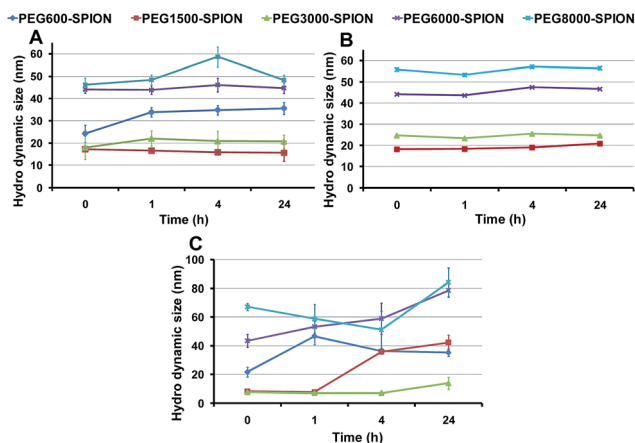 PEG600-SPION PEG1500-SPION PEG3000-SPION PEG6000-SPION PEG8000-SPION
A
Hydro dynamic size (nm)
60
50
40
30
20
10
0
0 1 4 24
Time (h)
B
Hydro dynamic size (nm)
60
50
40
30
20
10
0
0 1 4 24
Time (h)
C
Hydro dynamic size (nm)
100
80
60
40
20
0
0 1 4 24
Time (h)